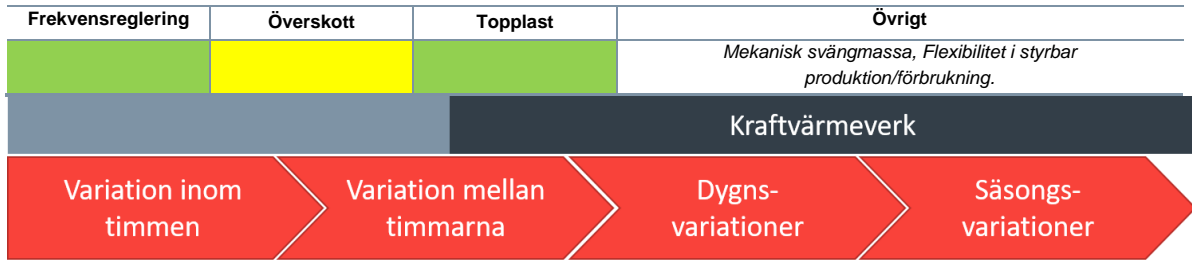 Frekvensreglering Överskott Topplast Övrigt
Mekanisk svängmassa, Flexibilitet i styrbar
produktion/förbrukning.
Kraftvärmeverk
Variation inom
timmen
Variation mellan
timmarna
Dygns-
variationer
Säsongs-
variationer